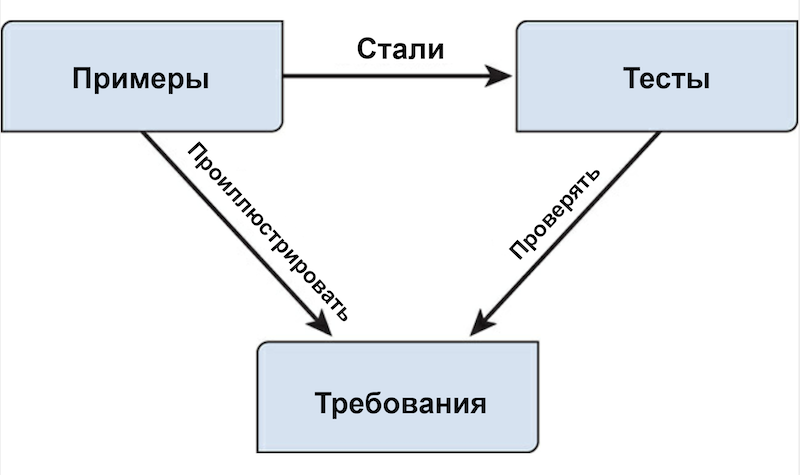 Примеры
Стали
Тесты
Проиллюстрировать
Проверять
Требования